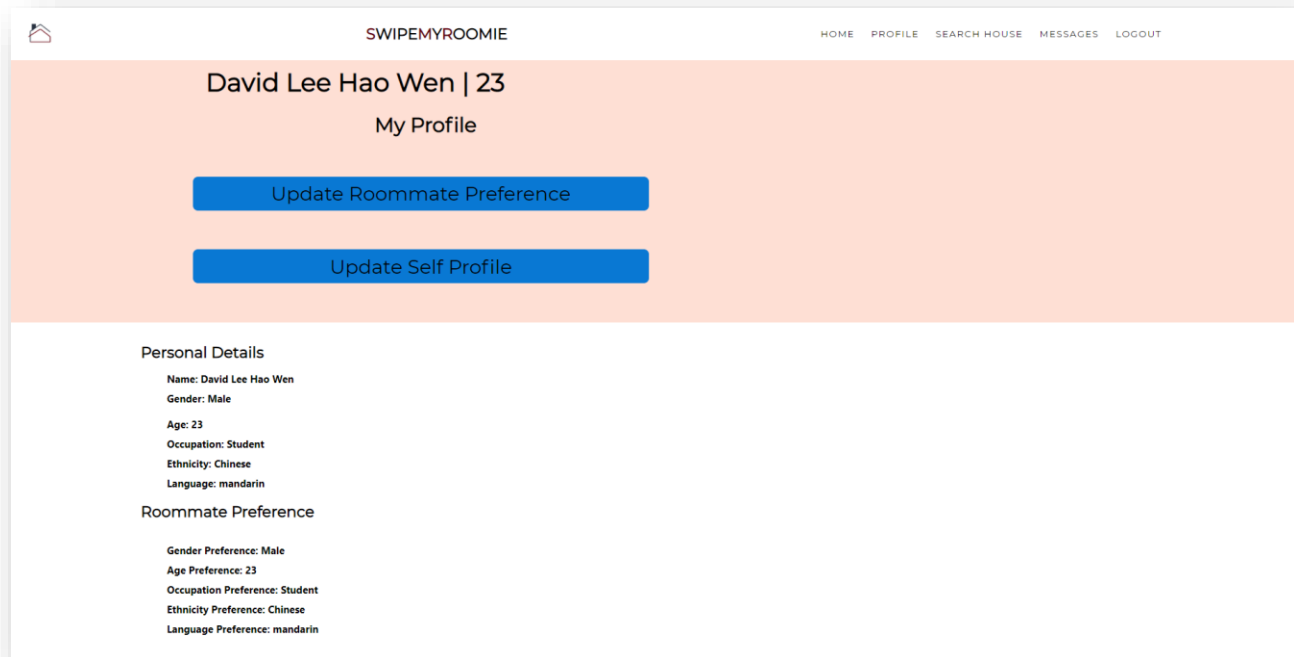 SWIPEMYROOMIE
HOME PROFILE SEARCH HOUSE MESSAGES LOGOUT
David Lee Hao Wen | 23
My Profile
Update Roommate Preference
Update Self Profile
Personal Details
Name: David Lee Hao Wen
Gender: Male
Age: 23
Occupation: Student
Ethnicity: Chinese
Language: mandarin
Roommate Preference
Gender Preference: Male
Age Preference: 23
Occupation Preference: Student
Ethnicity Preference: Chinese
Language Preference: mandarin